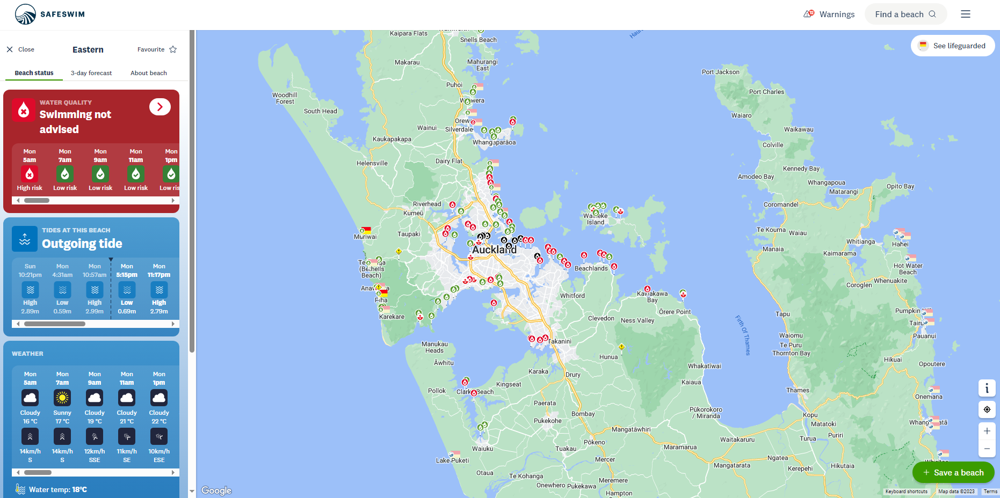 SAFESWIM
12
Warnings
Find a beach
Close
Eastern
Favourite
Beach status
3-day forecast
About beach
WATER QUALITY
Swimming not
advised
Mon Mon Mon Mon Mon
5am 7am 9am 11am 1pm
High risk Low risk Low risk Low risk Low ris
TIDES AT THIS BEACH
Outgoing tide
Sun Mon Mon Mon Mon
10:21pm 4:31am 10:57am 5:15pm 11:17pm
High Low High Low High
2.89m 0.59m 2.99m 0.69m 2.79m
WEATHER
Mon Mon Mon Mon Mon
5am 7am 9am 11am 1pm
Cloudy Sunny Cloudy Cloudy Cloudy
16 °C 17 °C 19 °C 21 °C 22 °C
14km/h 14km/h 12km/h 11km/h 10km/h
S S SSE SE ESE
Water temp: 18°C
See lifeguarded
Kaipara Flats
Snells Beach
Makarau
Mahurangi
East
Puhoi
Port Jackson
Woodhill
Forest
South Head
Port Charles
Waiaro
Wainui
Silverdale
Waikawau
Kaukapakapa
Whangaparāoa
Colville
Helensville
Dairy Flat
Kennedy Bay
Amodeo Bay
Whangapoua
Matarangi
Opito Bay
Riverhead
Kumeū
Coromandel
Island
Te Kouma
Waiau
Muriwai
Taupaki
Whitianga
Hahei
Auckland
Manaia
Kaimarama
(Bethells
Beach)
Beachlands
Hot Water
Beach
Whenuakite
Coroglen
Piha
Whitford
Kawakawa
Bay
Karekare
Ōrere Point
Clevedon
Ness Valley
Tapu
Firth Of Thames
Manukau
Heads
Takanini
Waiomu
Te Puru
Thornton Bay
Pauanui
Āwhitu
Hunua
Whakatīwai
Hikuai
Opoutere
Karaka
Drury
Kaiaua
Pollok
Kingseat
Thames
Onemana
Paerata
Bombay
Pūkorokoro
/ Miranda
Kopu
Matatoki
Pukekohe
Mangatāwhiri
Turua
Puriri
Waiuku
Tuakau
Pōkeno
Maramarua
Waitakaruru
Lake Puketi
Mercer
Mangatarata
Ngatea
Kerepehi
Hikutaia
Otaua
Te Kohanga
Meremere
Onewhero
Pukekawa
Hampton
Save a beach
Google
Keyboard shortcuts
Map data ©2023
Terms